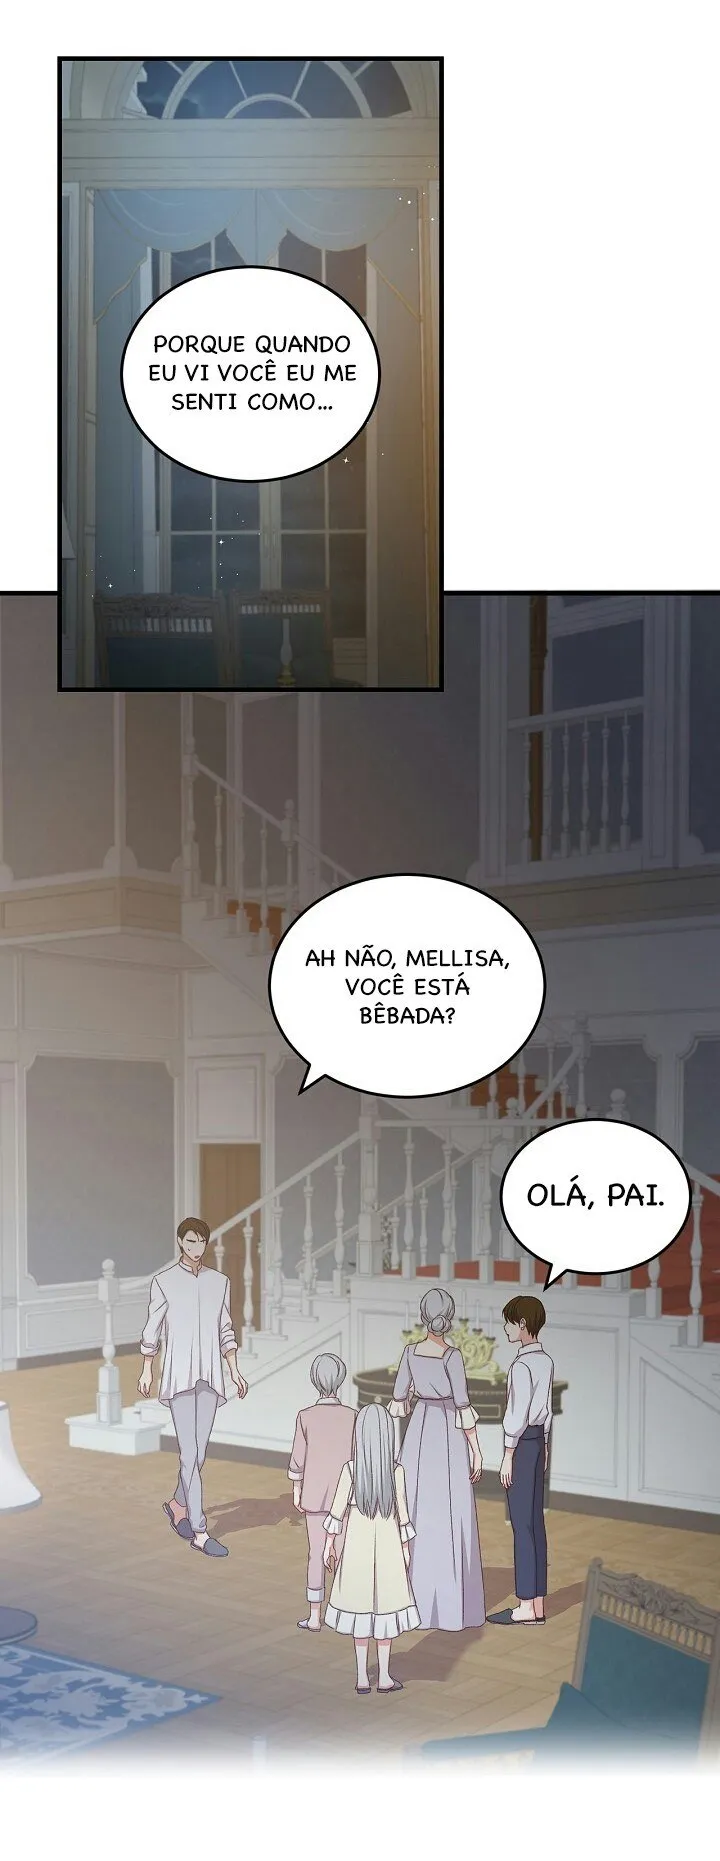 PORQUE QUANDO
EU VI VOCÊ EU ME
SENTI COMO...
AH NÃO, MELLISA,
VOCÊ ESTÁ
BÊBADA?
OLÁ, PAI.